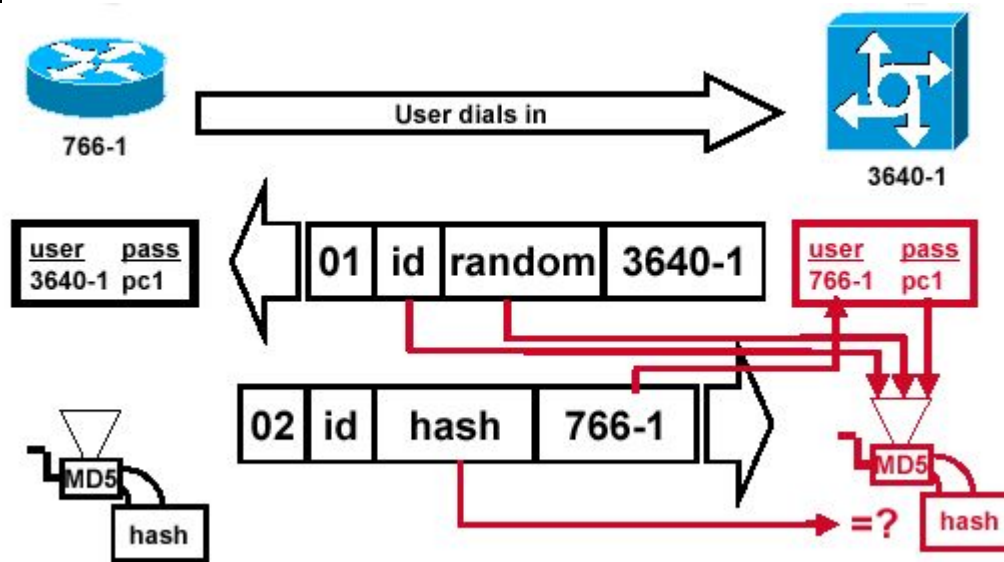 User dials in
766-1
3640-1
user pass
3640-1 pc1
01 id random 3640-1
user pass
766-1 pc1
02 id hash 766-1
MD5
hash
MD5
=?
hash